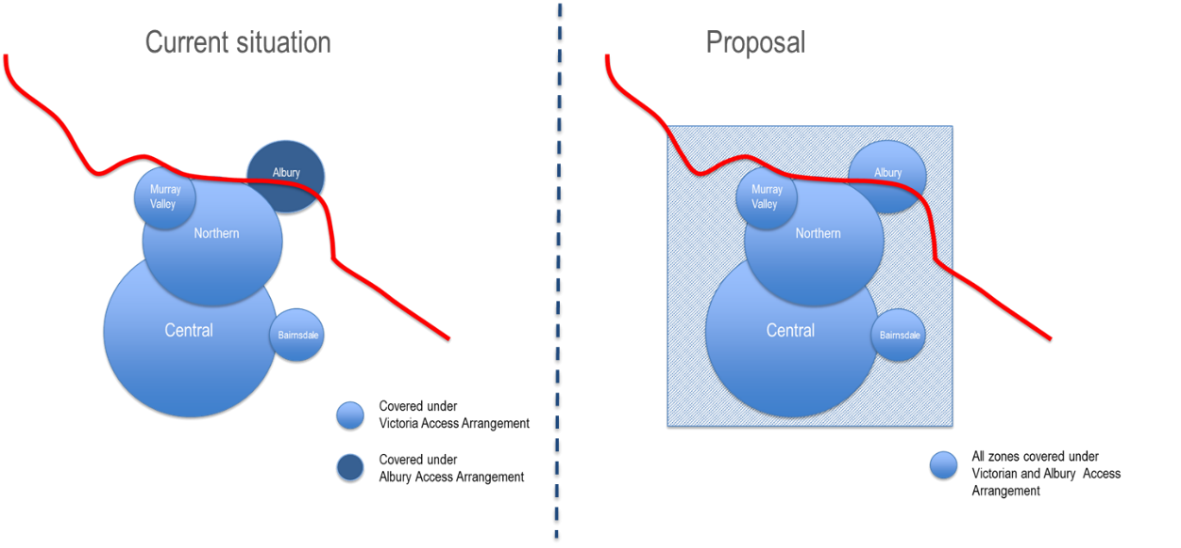 Current situation
Albury
Murray
Valley
Northern
Central
Bairnsdale
Covered under
Victoria Access Arrangement
Covered under
Albury Access Arrangement
Proposal
Albury
Murray
Valley
Northern
Central
Bairnsdale
All zones covered under
Victorian and Albury Access
Arrangement